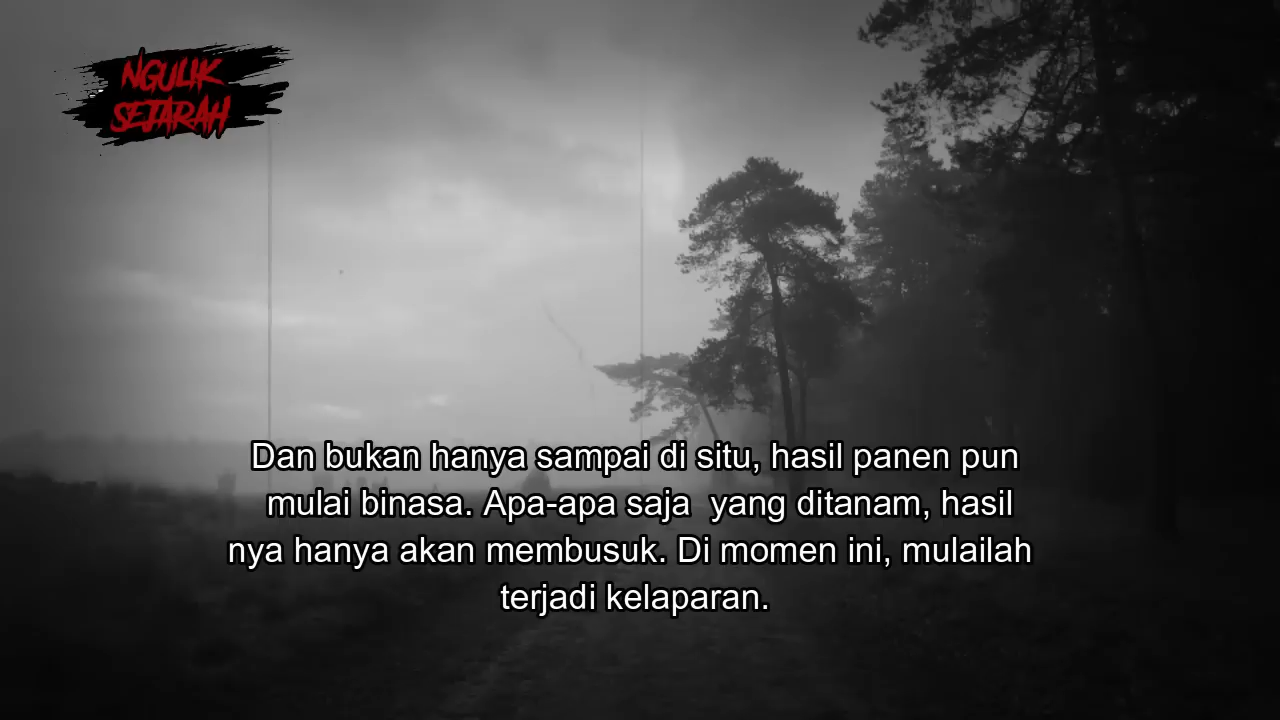 NGULIK
SEJARAH
Dan bukan hanya sampai di situ, hasil panen pun
mulai binasa. Apa-apa saja  yang ditanam, hasil
nya hanya akan membusuk. Di momen ini, mulailah
terjadi kelaparan.